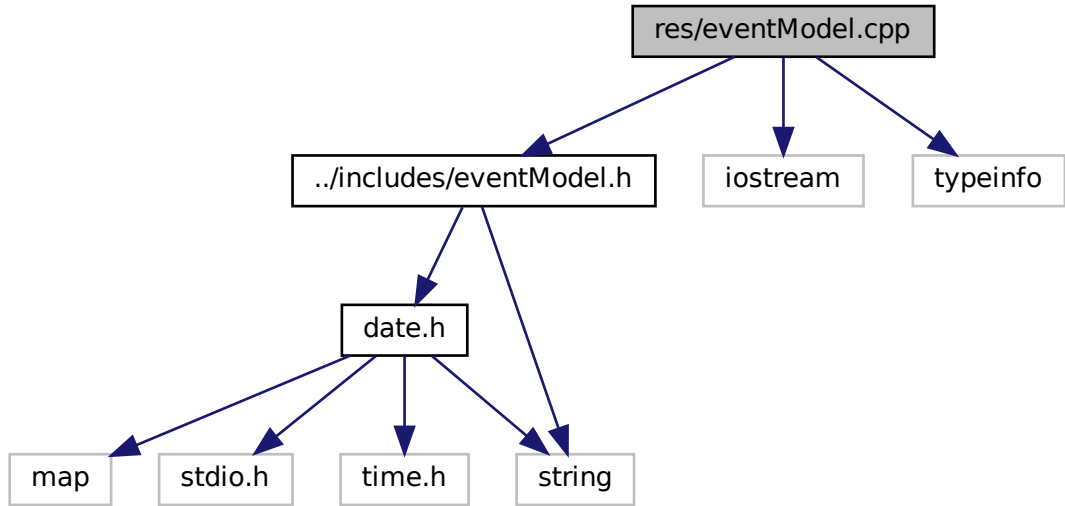 res/eventModel.cpp
../includes/eventModel.h
iostream
typeinfo
date.h
map
stdio.h
time.h
string